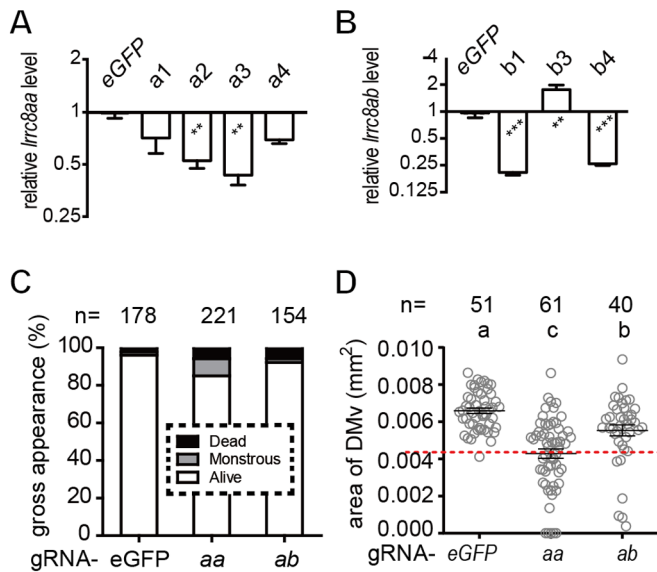 A
eGFP a1 a2 a3 a4
relative lrrc8aa level
1
0.5
0.25
** **
B
eGFP b1 b3 b4
relative lrrc8ab level
4
2
1
0.5
0.25
0.125
*** ** ***
C
n= 178 221 154
gross appearance (%)
100
80
60
40
20
0
Dead
Monstrous
Alive
gRNA- eGFP aa ab
D
n= 51 61 40
a c b
area of DMv (mm²)
0.010
0.008
0.006
0.004
0.002
0.000
gRNA- eGFP aa ab